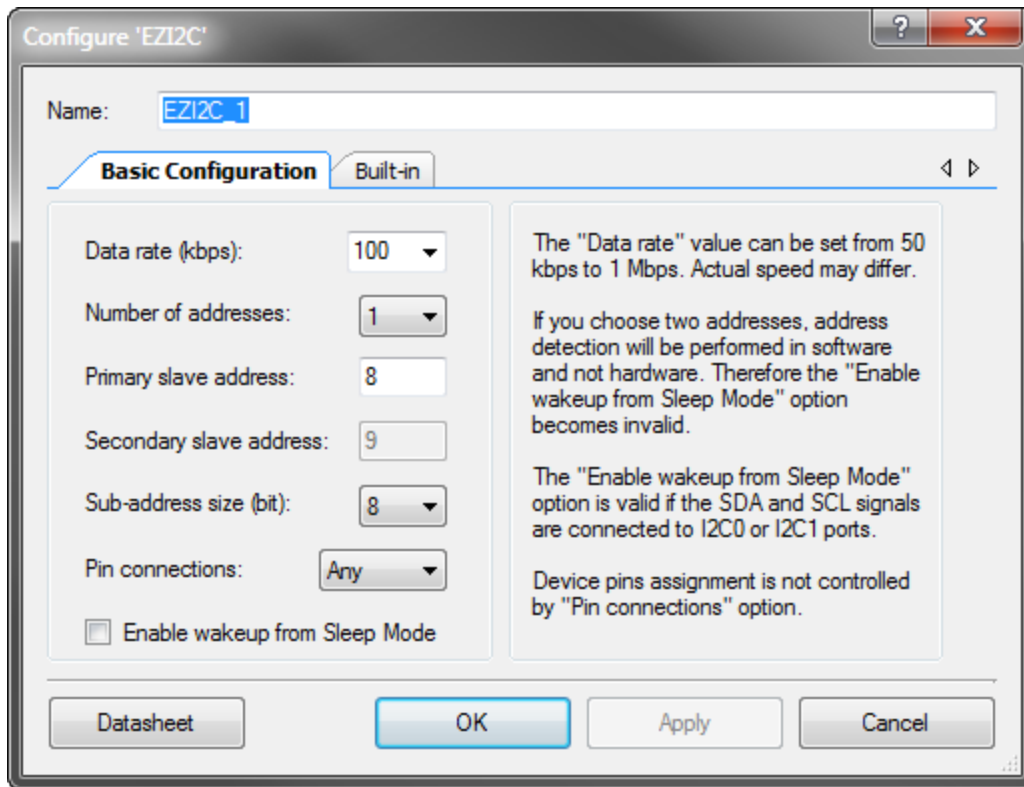 Configure 'EZI2C'
?
X
Name: EZI2C_1
Basic Configuration Built-in
Data rate (kbps): 100
Number of addresses: 1
Primary slave address: 8
Secondary slave address: 9
Sub-address size (bit): 8
Pin connections: Any
Enable wakeup from Sleep Mode
The "Data rate" value can be set from 50
kbps to 1 Mbps. Actual speed may differ.
If you choose two addresses, address
detection will be performed in software
and not hardware. Therefore the "Enable
wakeup from Sleep Mode" option
becomes invalid.
The "Enable wakeup from Sleep Mode"
option is valid if the SDA and SCL signals
are connected to I2C0 or I2C1 ports.
Device pins assignment is not controlled
by "Pin connections" option.
Datasheet OK Apply Cancel